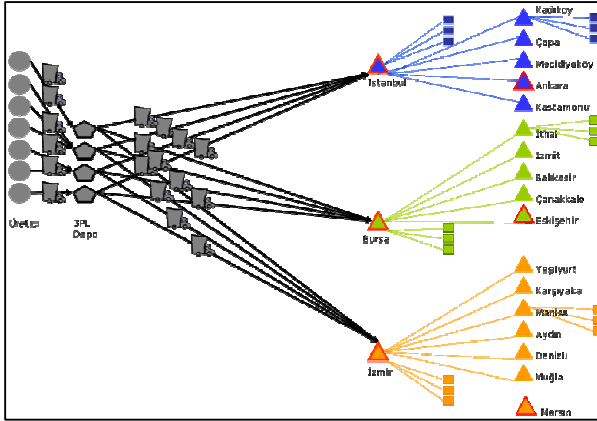 Üretici
3PL
Depo
İstanbul
Bursa
İzmir
Kadıköy
Çapa
Mecidiyeköy
Ankara
Kastamonu
İthal
İzmit
Balıkesir
Çanakkale
Eskişehir
Yeşilyurt
Karşıyaka
Manisa
Aydın
Denizli
Muğla
Mersin